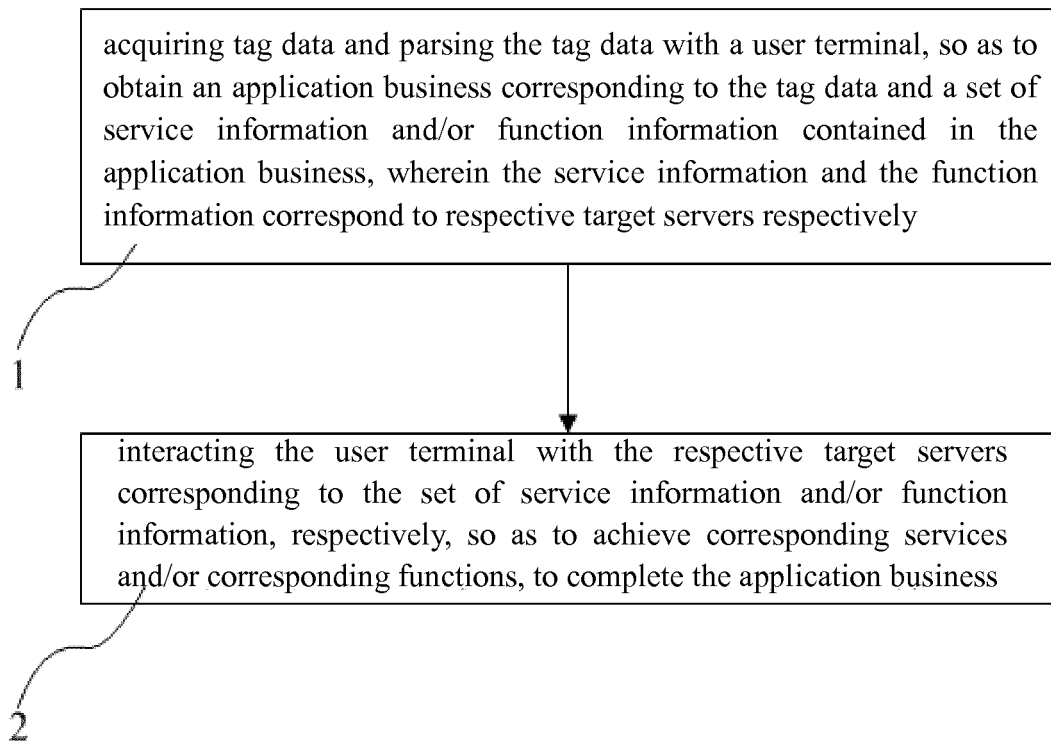 acquiring tag data and parsing the tag data with a user terminal, so as to
obtain an application business corresponding to the tag data and a set of
service information and/or function information contained in the
application business, wherein the service information and the function
information correspond to respective target servers respectively
1
interacting the user terminal with the respective target servers
corresponding to the set of service information and/or function
information, respectively, so as to achieve corresponding services
and/or corresponding functions, to complete the application business
2